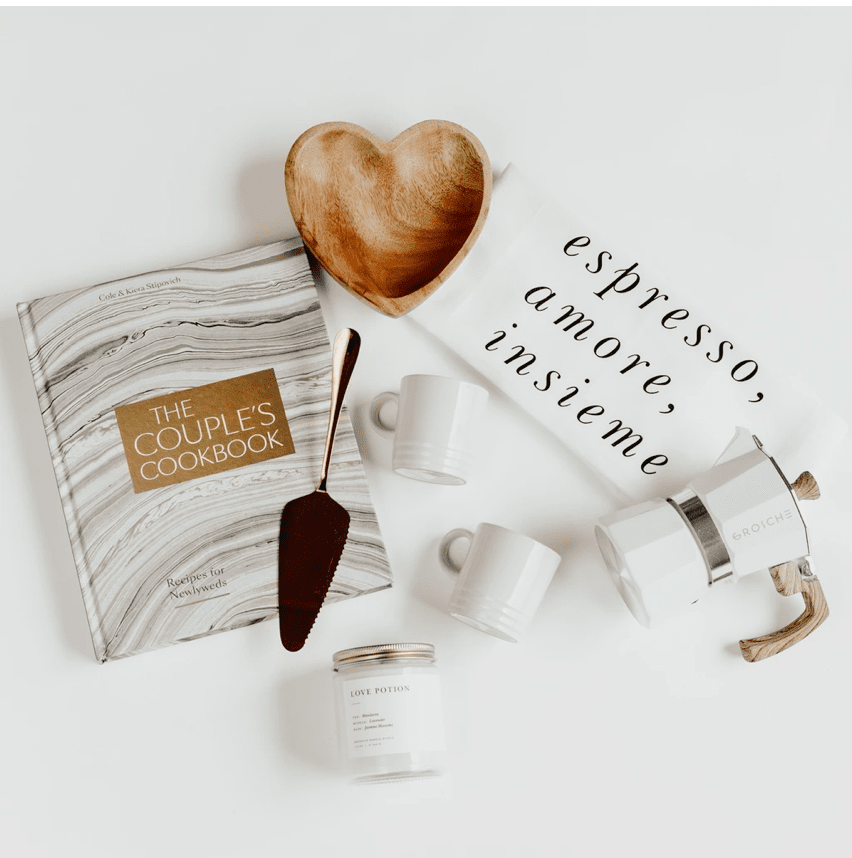 Cole & Kiera Stipovich
THE
COUPLE'S
COOKBOOK
Recipes for
Newlyweds
espresso,
amore,
insieme
GROSCHE
LOVE POTION